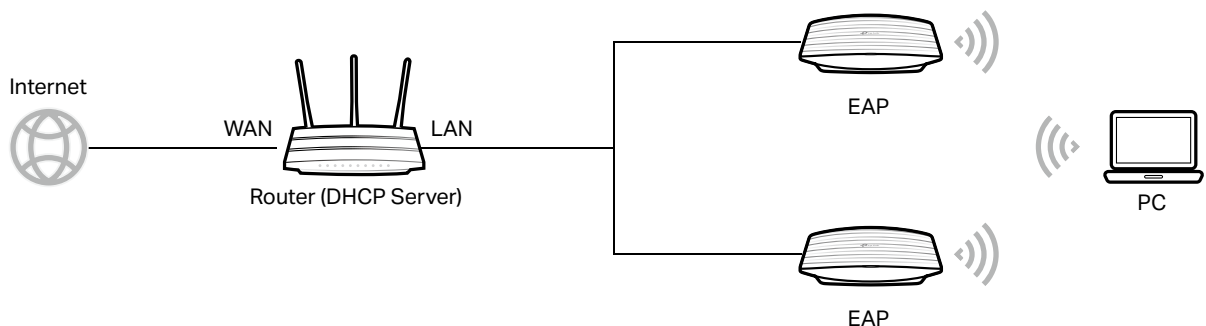 Internet
WAN
LAN
Router (DHCP Server)
EAP
PC
EAP